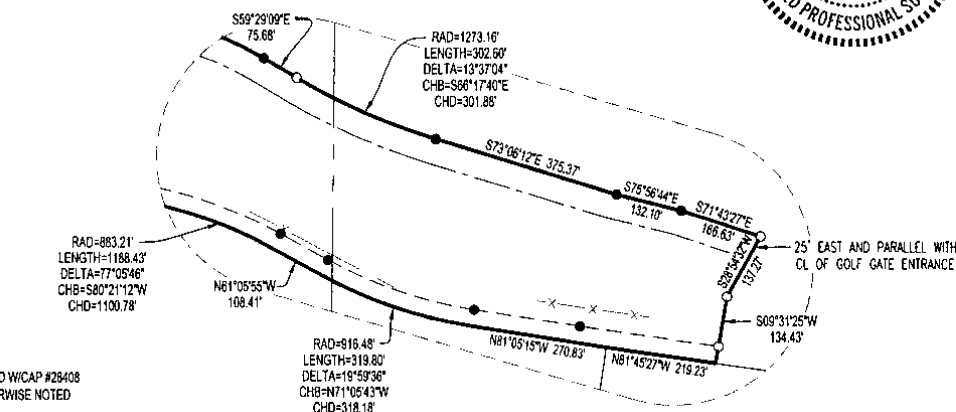 D PROFESSIONAL SU
S59°29'09"E
75.68'
RAD=1273.16'
LENGTH=302.60'
DELTA=13°37'04"
CHB=S66°17'40"E
CHD=301.88'
S73°06'12"E 375.37'
S75°56'44"E
132.10'
S71°43'27"E
166.63'
S28°54'32"W
137.27'
25' EAST AND PARALLEL WITH
CL OF GOLF GATE ENTRANCE
S09°31'25"W
134.43'
RAD=883.21'
LENGTH=1188.43'
DELTA=77°05'46"
CHB=S80°21'12"W
CHD=1100.78'
N61°05'55"W
108.41'
X X X
RAD=916.48'
LENGTH=319.80'
DELTA=19°59'36"
CHB=N71°05'43"W
CHD=318.18'
N81°05'15"W 270.83'
N81°45'27"W 219.23'
D W/CAP #28408
RWISE NOTED